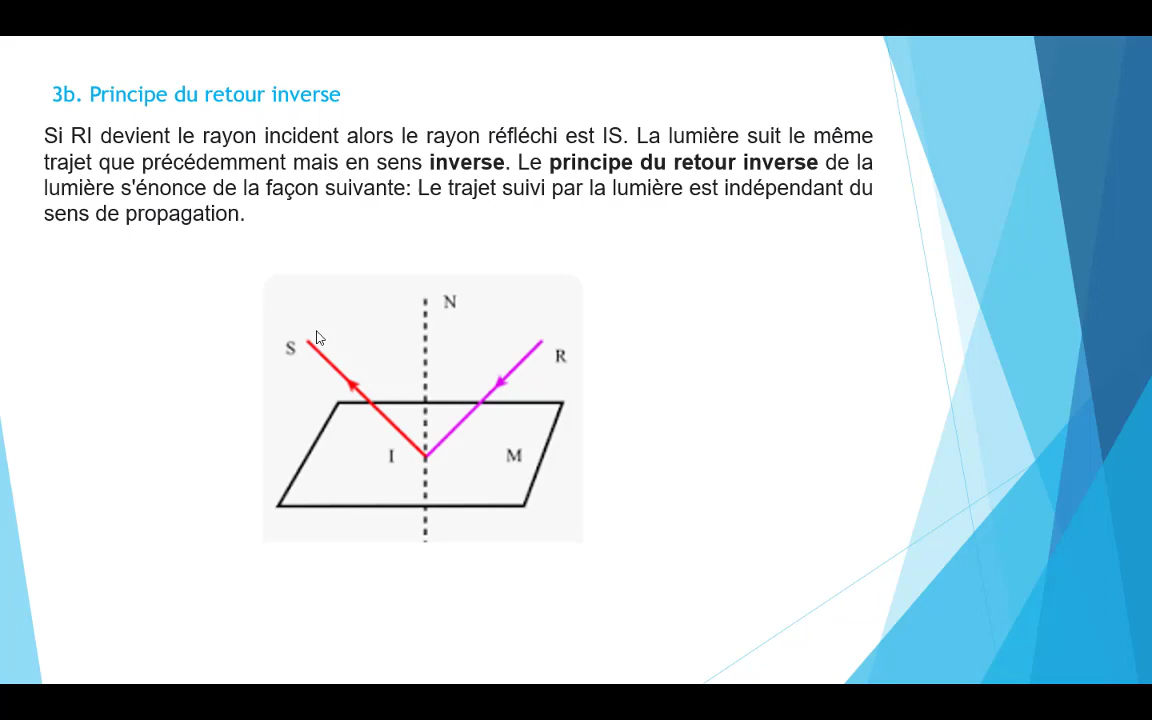 3b. Principe du retour inverse
Si RI devient le rayon incident alors le rayon réfléchi est IS. La lumière suit le même
trajet que précédemment mais en sens inverse. Le principe du retour inverse de la
lumière s'énonce de la façon suivante: Le trajet suivi par la lumière est indépendant du
sens de propagation.
N
S
R
I
M